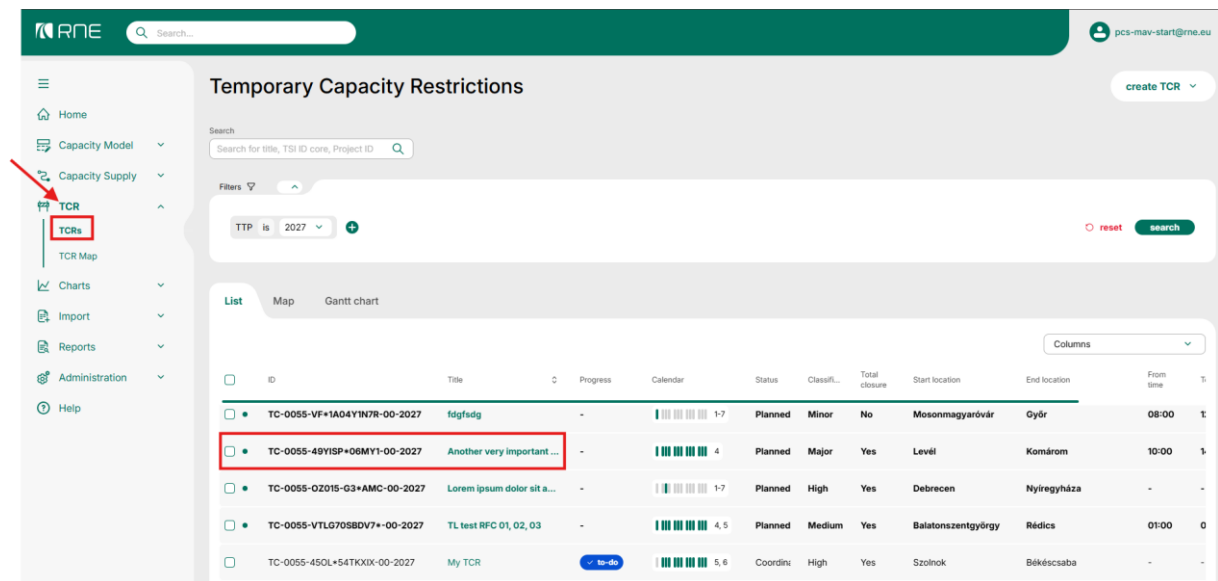 RNE
Search...
pcs-mav-start@rne.eu
Home
Capacity Model
Capacity Supply
TCR
TCRs
TCR Map
Charts
Import
Reports
Administration
Help
Temporary Capacity Restrictions
create TCR
Search
Search for title, TSI ID core, Project ID
Filters
TTP is 2027
reset search
List Map Gantt chart
Columns
ID Title Progress Calendar Status Classifi... Total closure Start location End location From time
TC-0055-VF*1A04Y1N7R-00-2027 fdgfsdg - 1-7 Planned Minor No Mosonmagyaróvár Győr 08:00
TC-0055-49YISP*06MY1-00-2027 Another very important ... - 4 Planned Major Yes Levél Komárom 10:00
TC-0055-OZ015-G3*AMC-00-2027 Lorem ipsum dolor sit a... - 1-7 Planned High Yes Debrecen Nyíregyháza - -
TC-0055-VTLG70SBDV7*-00-2027 TL test RFC 01, 02, 03 - 4, 5 Planned Medium Yes Balatonszentgyörgy Rédics 01:00
TC-0055-45OL*54TKXIX-00-2027 My TCR to-do 5, 6 Coordina High Yes Szolnok Békéscsaba - -